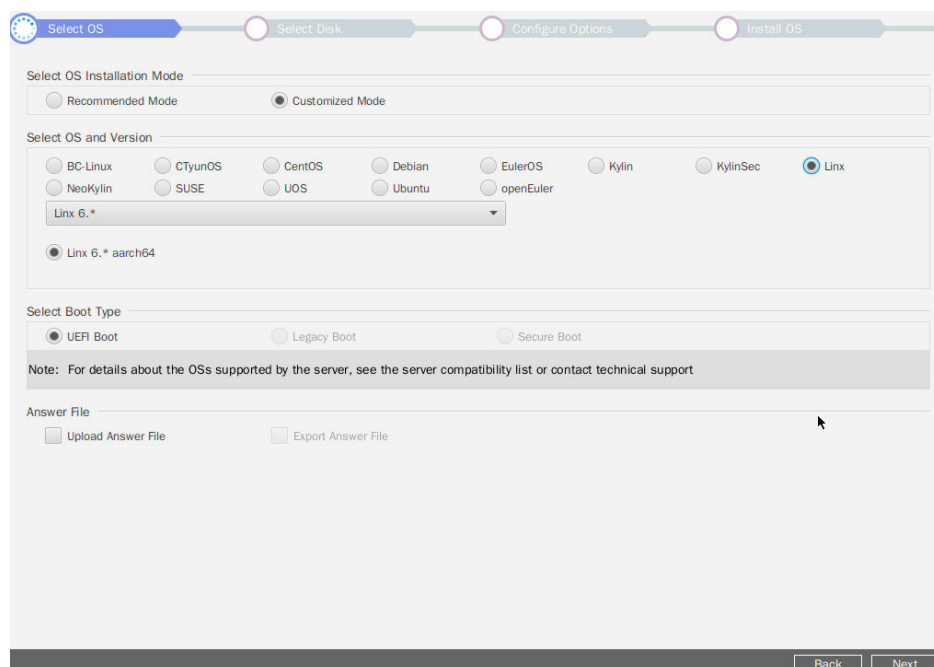 Select OS Select Disk Configure Options Install OS
Select OS Installation Mode
Recommended Mode Customized Mode
Select OS and Version
BC-Linux CTyunOS CentOS Debian EulerOS Kylin KylinSec Linx
NeoKylin SUSE UOS Ubuntu openEuler
Linx 6.*
Linx 6.* aarch64
Select Boot Type
UEFI Boot Legacy Boot Secure Boot
Note: For details about the OSs supported by the server, see the server compatibility list or contact technical support
Answer File
Upload Answer File Export Answer File
Back Next